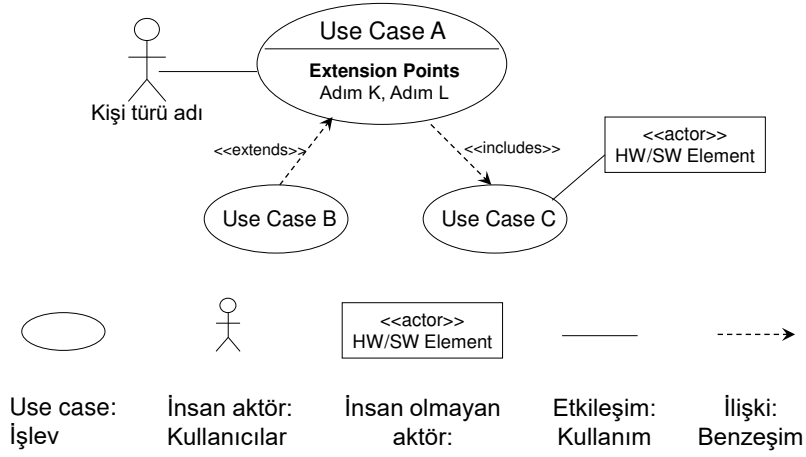 Use Case A
Extension Points
Adım K, Adım L
Kişi türü adı
<<extends>>
<<includes>>
<<actor>>
HW/SW Element
Use Case B
Use Case C
<<actor>>
HW/SW Element
Use case:
İşlev
İnsan aktör:
Kullanıcılar
İnsan olmayan
aktör:
Etkileşim:
Kullanım
İlişki:
Benzeşim